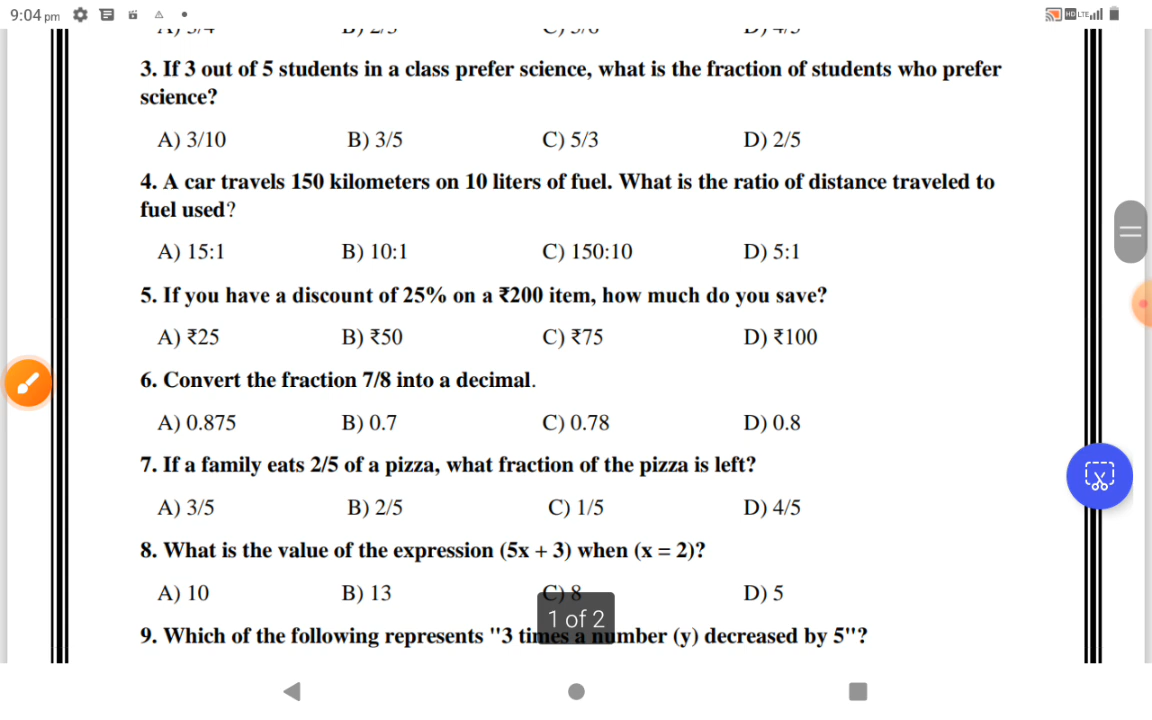 9:04 pm
HD LTE
3. If 3 out of 5 students in a class prefer science, what is the fraction of students who prefer
science?
A) 3/10 B) 3/5 C) 5/3 D) 2/5
4. A car travels 150 kilometers on 10 liters of fuel. What is the ratio of distance traveled to
fuel used?
A) 15:1 B) 10:1 C) 150:10 D) 5:1
5. If you have a discount of 25% on a ₹200 item, how much do you save?
A) ₹25 B) ₹50 C) ₹75 D) ₹100
6. Convert the fraction 7/8 into a decimal.
A) 0.875 B) 0.7 C) 0.78 D) 0.8
7. If a family eats 2/5 of a pizza, what fraction of the pizza is left?
A) 3/5 B) 2/5 C) 1/5 D) 4/5
8. What is the value of the expression (5x + 3) when (x = 2)?
A) 10 B) 13 C) 8 D) 5
1 of 2
9. Which of the following represents "3 times a number (y) decreased by 5"?